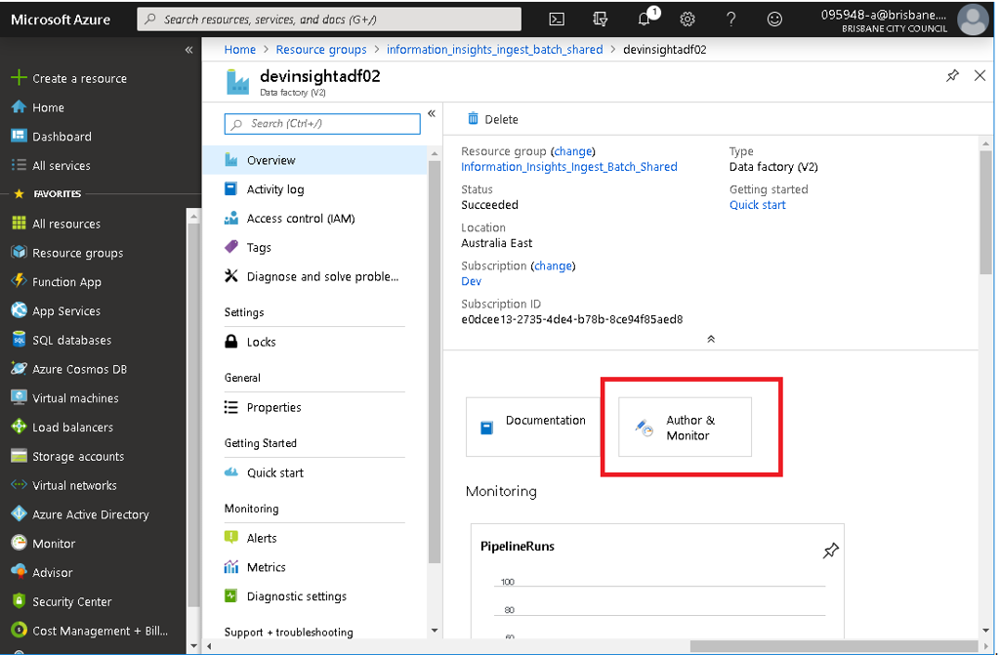 Microsoft Azure
Search resources, services, and docs (G+/)
1
?
095948-a@brisbane....
BRISBANE CITY COUNCIL
«
Create a resource
Home
Dashboard
All services
FAVORITES
All resources
Resource groups
Function App
App Services
SQL databases
Azure Cosmos DB
Virtual machines
Load balancers
Storage accounts
Virtual networks
Azure Active Directory
Monitor
Advisor
Security Center
Cost Management + Bill...
Home > Resource groups > information_insights_ingest_batch_shared > devinsightadf02
devinsightadf02
Data factory (V2)
Search (Ctrl+/)
«
Overview
Activity log
Access control (IAM)
Tags
Diagnose and solve proble...
Settings
Locks
General
Properties
Getting Started
Quick start
Monitoring
Alerts
Metrics
Diagnostic settings
Support + troubleshooting
Delete
Resource group (change)
Information_Insights_Ingest_Batch_Shared
Status
Succeeded
Location
Australia East
Subscription (change)
Dev
Subscription ID
e0dcee13-2735-4de4-b78b-8ce94f85aed8
Type
Data factory (V2)
Getting started
Quick start
Documentation
Author &
Monitor
Monitoring
PipelineRuns
100
80
60